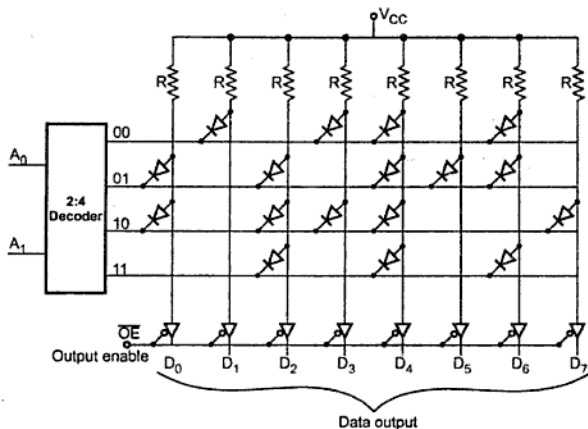 VCC
R R R R R R R R
00
A0
01
2:4
Decoder
10
A1
11
OE
Output enable
D0 D1 D2 D3 D4 D5 D6 D7
Data output